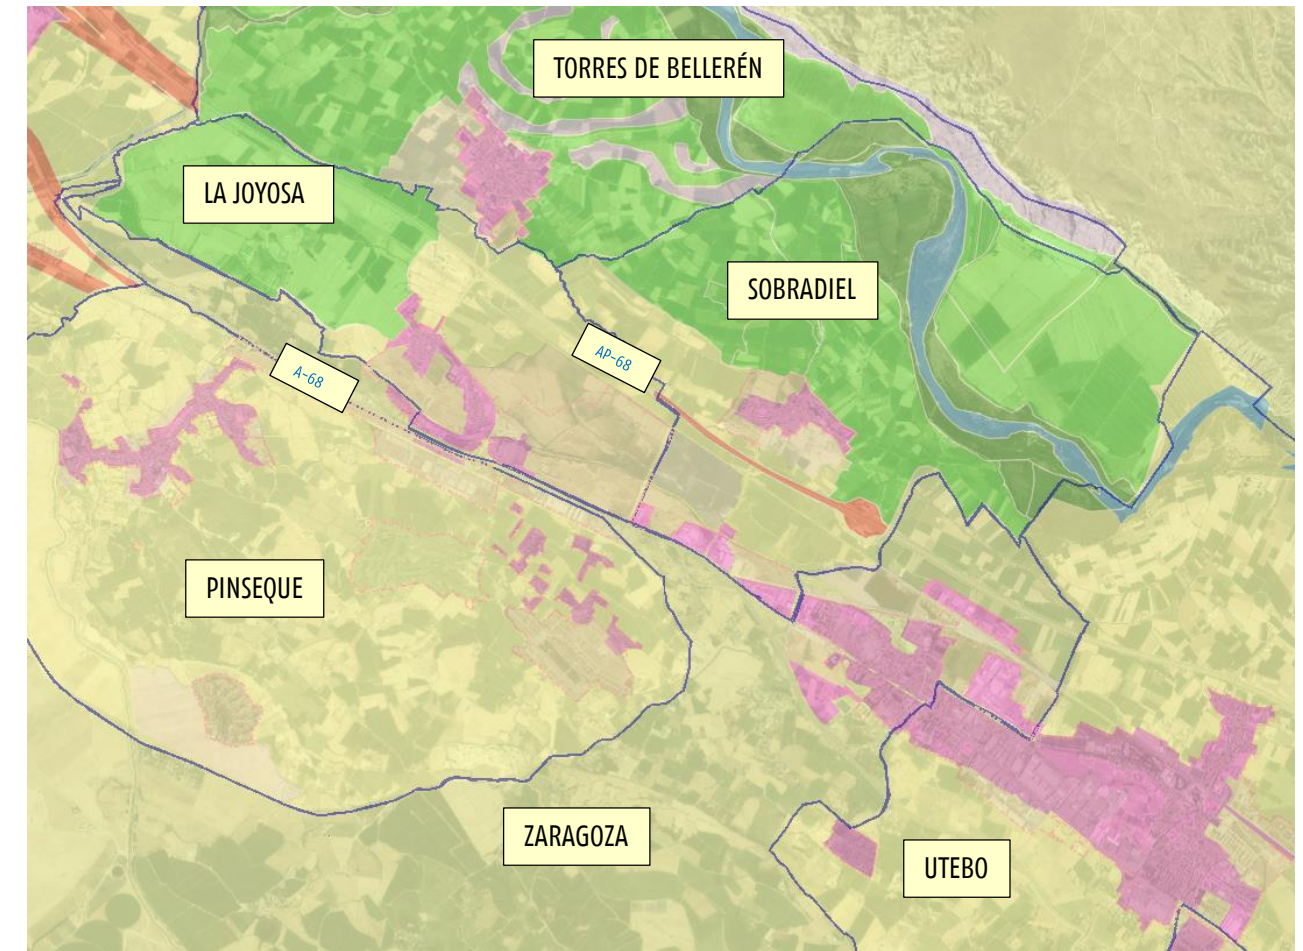 TORRES DE BELLERÉN
LA JOYOSA
SOBRADIEL
AP-68
A-68
PINSEQUE
ZARAGOZA
UTEBO